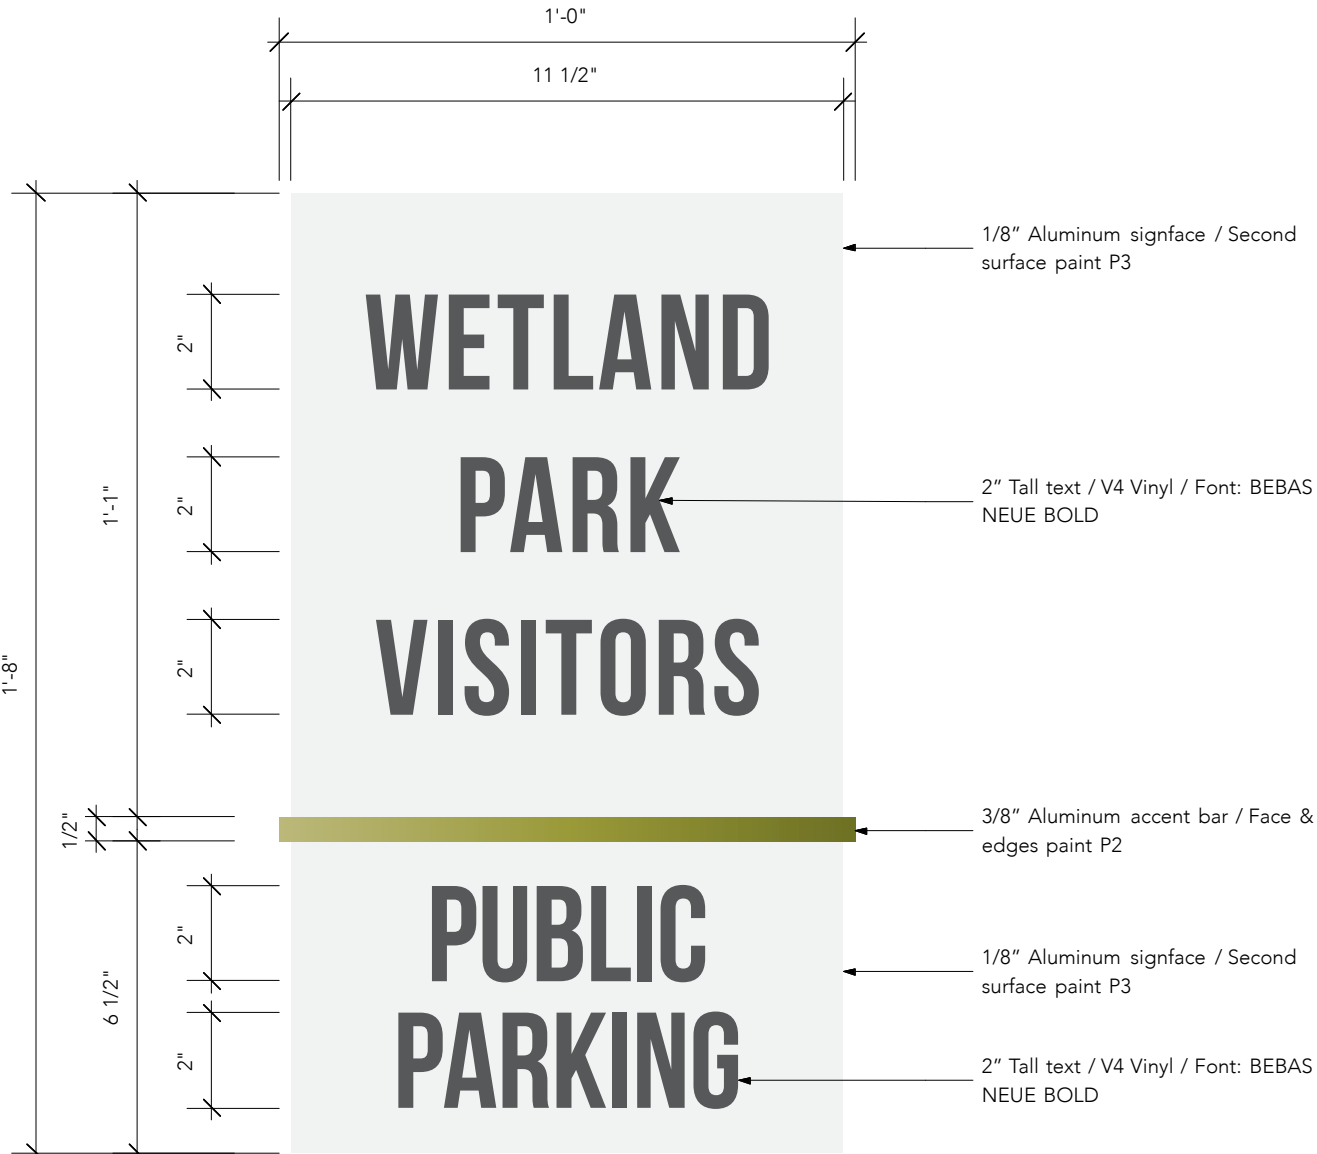 1'-0"
11 1/2"
1/8” Aluminum signface / Second
surface paint P3
WETLAND
2"
PARK
2"
2” Tall text / V4 Vinyl / Font: BEBAS
NEUE BOLD
1'-1"
VISITORS
2"
1'-8"
1/2"
3/8” Aluminum accent bar / Face &
edges paint P2
PUBLIC
2"
1/8” Aluminum signface / Second
surface paint P3
6 1/2"
PARKING
2"
2” Tall text / V4 Vinyl / Font: BEBAS
NEUE BOLD